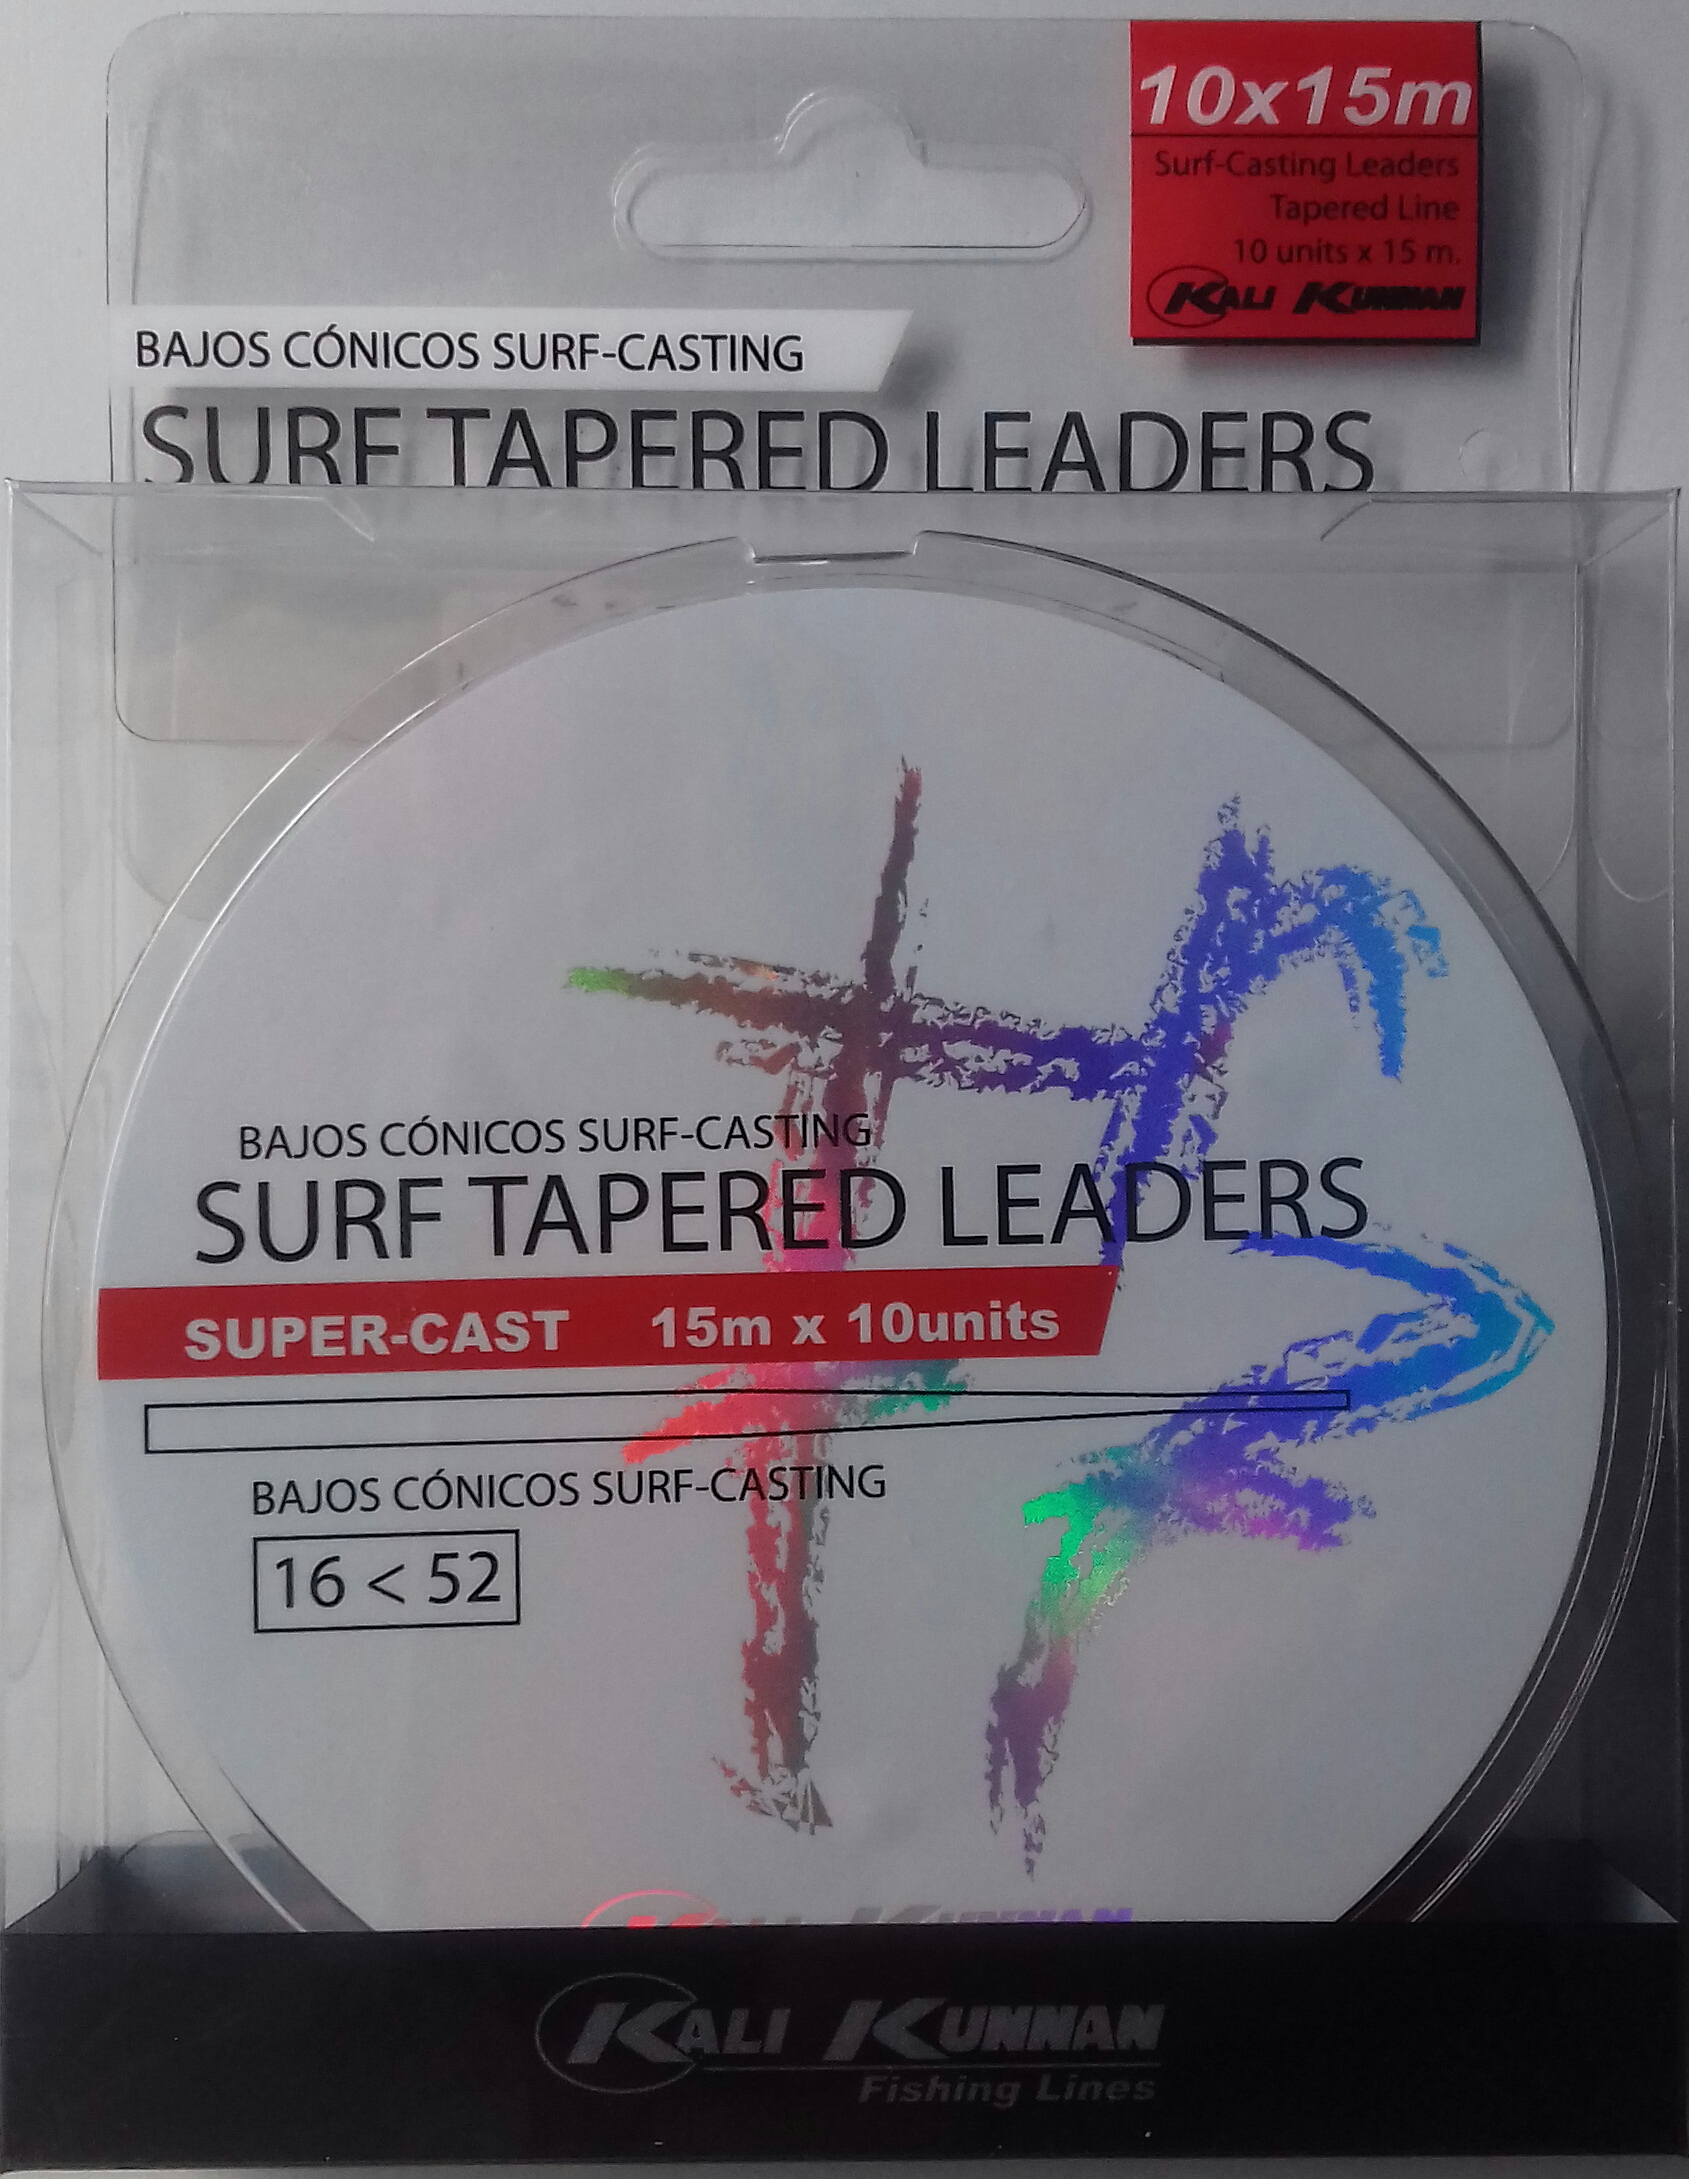 10x15m
Surf-Casting Leaders
Tapered Line
10 units x 15 m.
KALI KUNNAN
BAJOS CÓNICOS SURF-CASTING
SURF TAPERED LEADERS
BAJOS CÓNICOS SURF-CASTING
SURF TAPERED LEADERS
SUPER-CAST 15m x 10units
BAJOS CÓNICOS SURF-CASTING
16 < 52
KALI KUNNAN
KALI KUNNAN
Fishing Lines